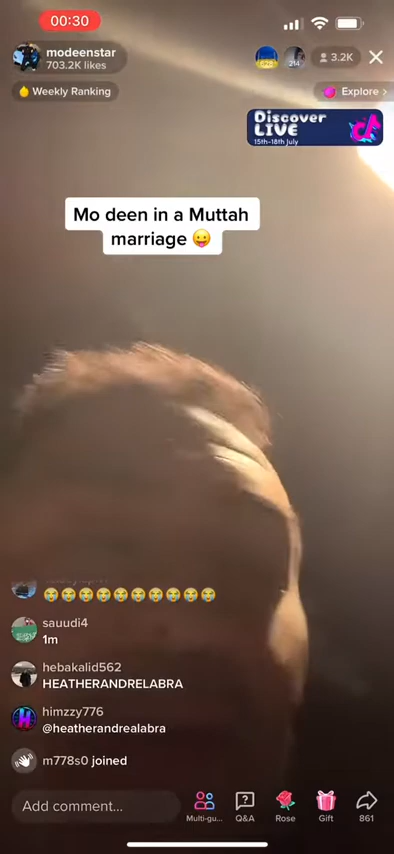 00:30
modeenstar
703.2K likes
214
3.2K
Weekly Ranking
Explore >
Discover
LIVE
15th-18th July
Mo deen in a Muttah
marriage 😛
😭😭😭😭😭😭😭😭😭😭
sauudi4
1m
hebakalid562
HEATHERANDRELABRA
himzzy776
@heatherandrealabra
m778s0 joined
Add comment...
Multi-gu...
Q&A
Rose
Gift
861